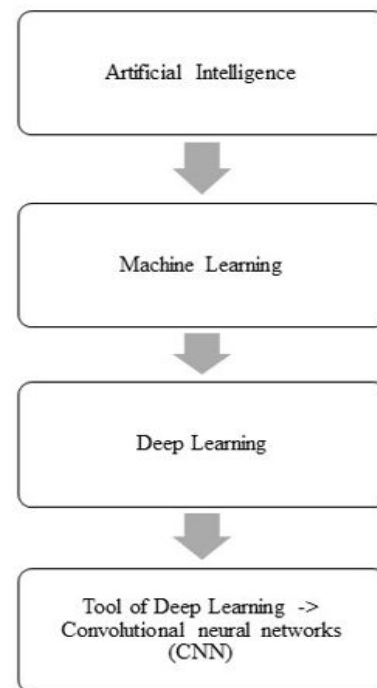 Artificial Intelligence
Machine Learning
Deep Learning
Tool of Deep Learning ->
Convolutional neural networks
(CNN)